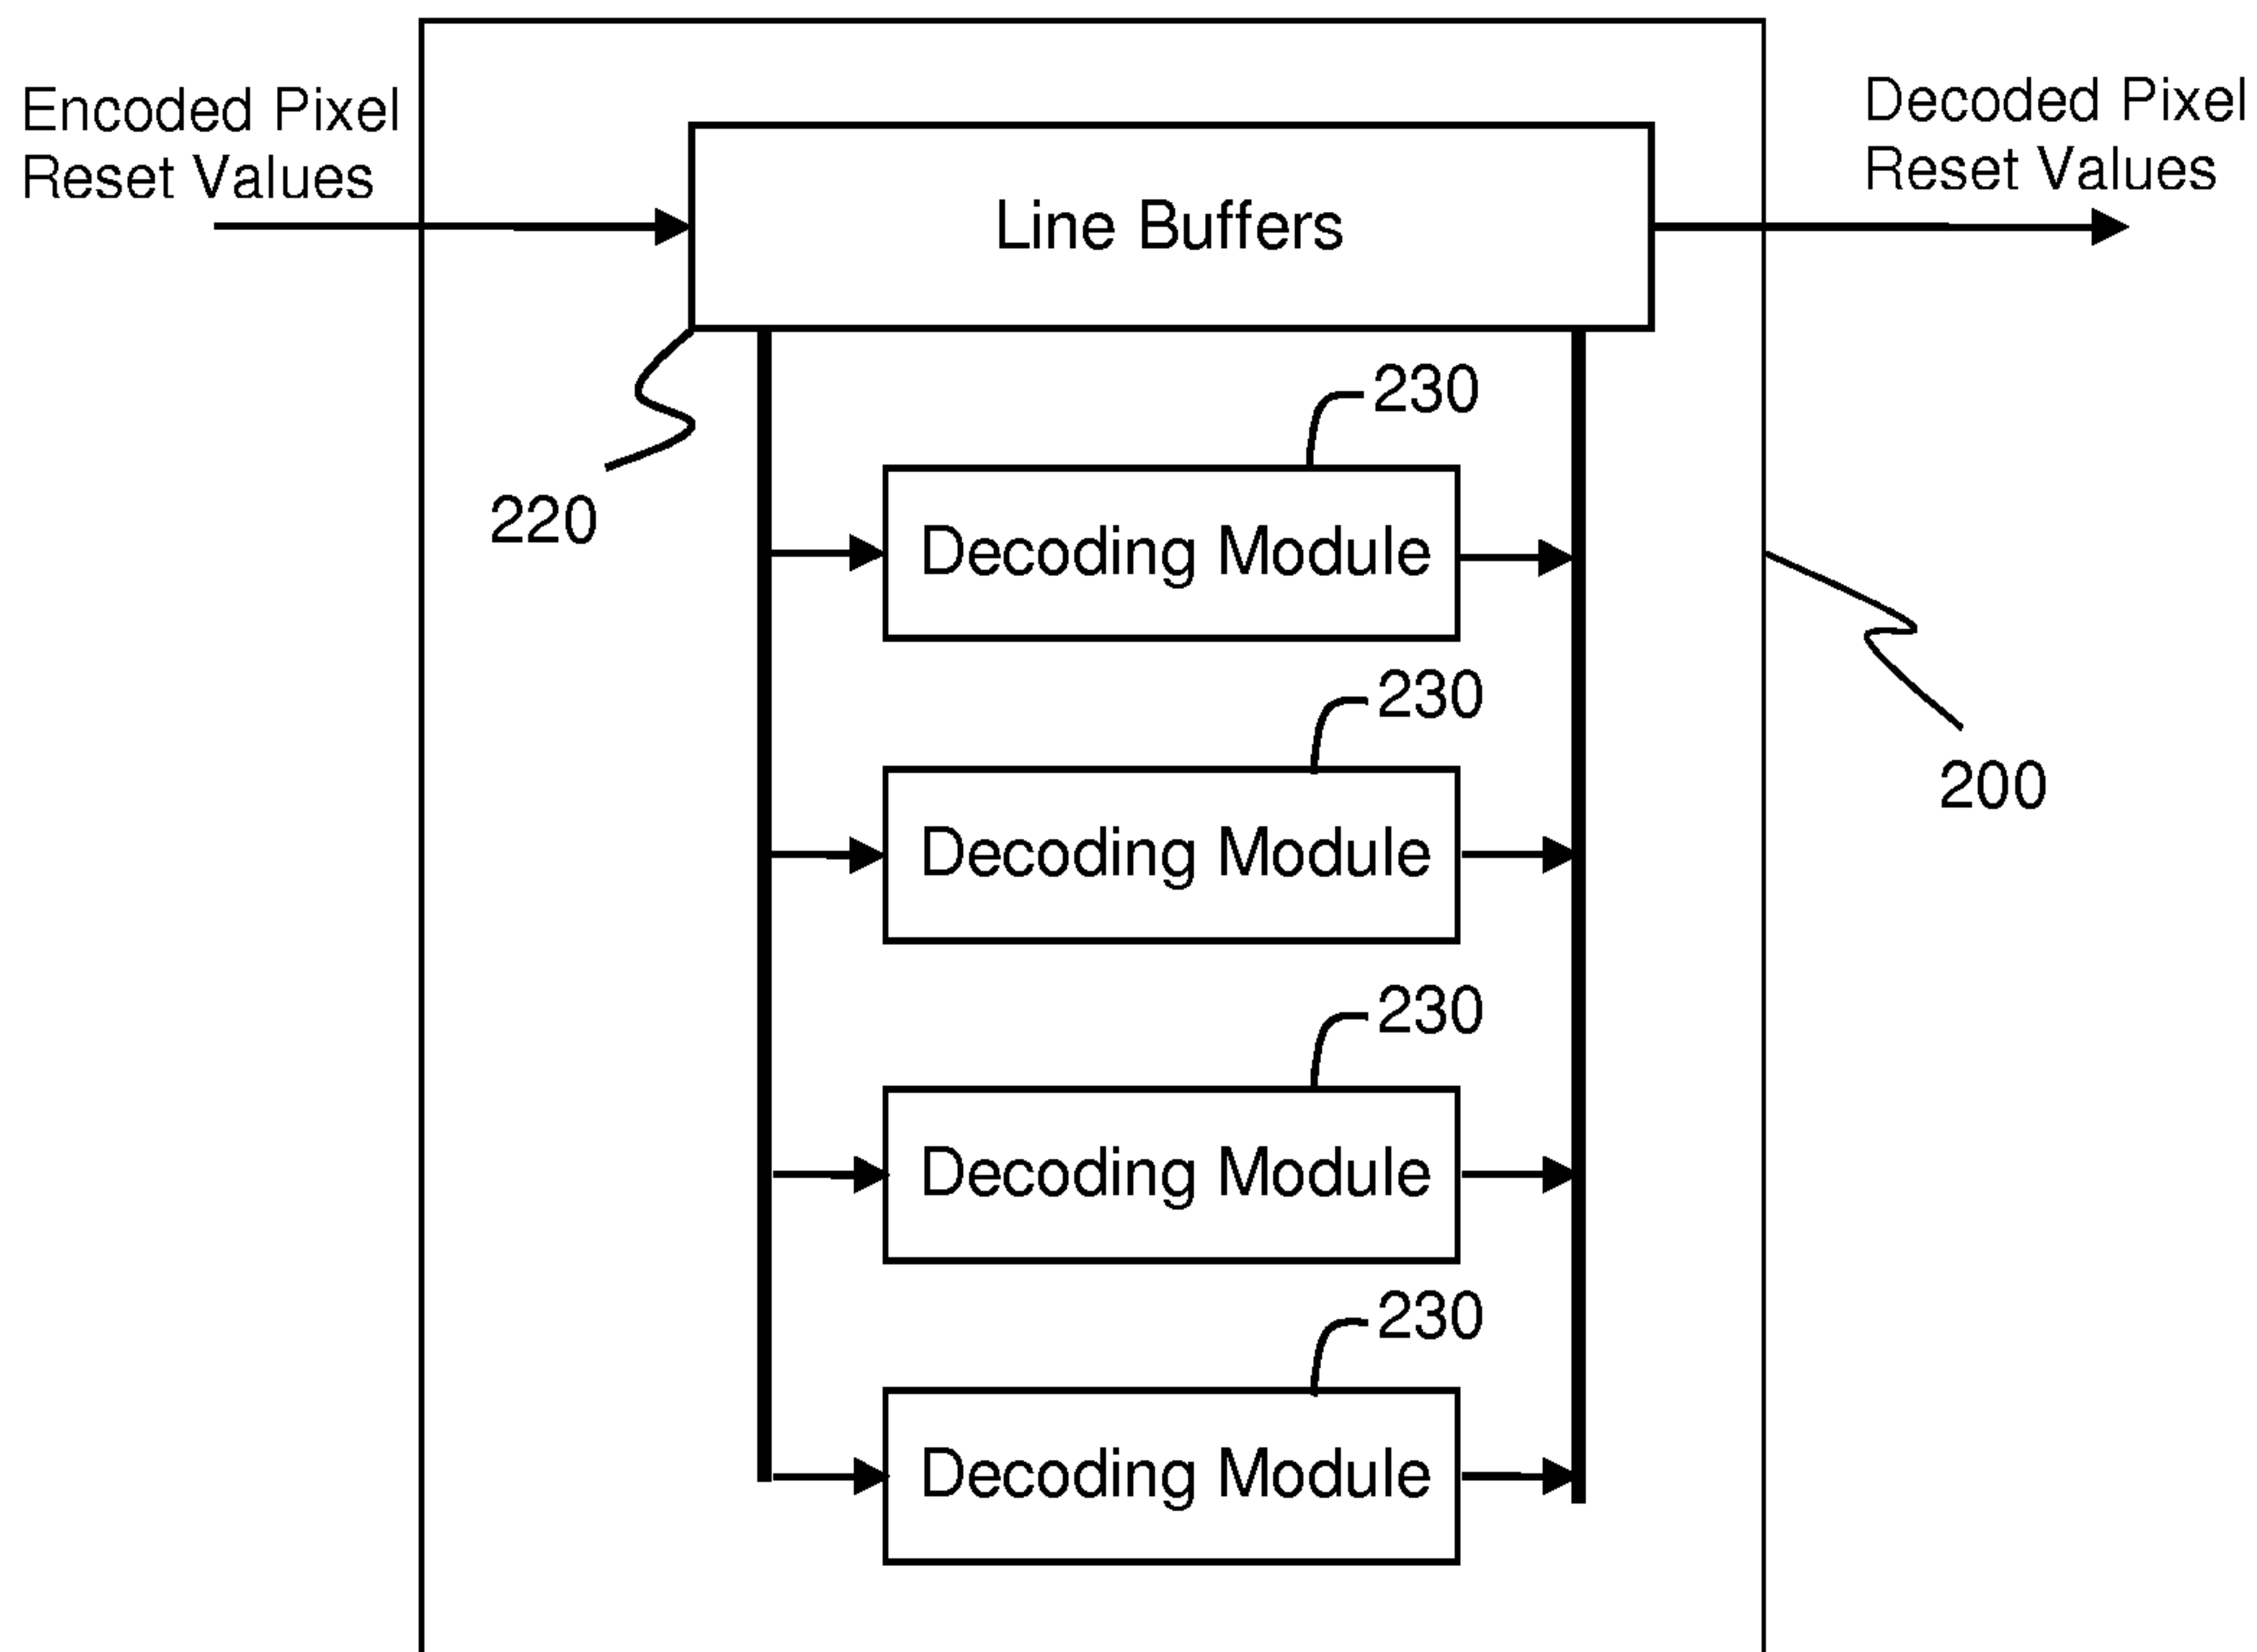 Encoded Pixel
Reset Values
Decoded Pixel
Reset Values
Line Buffers
230
220
Decoding Module
230
200
Decoding Module
230
Decoding Module
230
Decoding Module